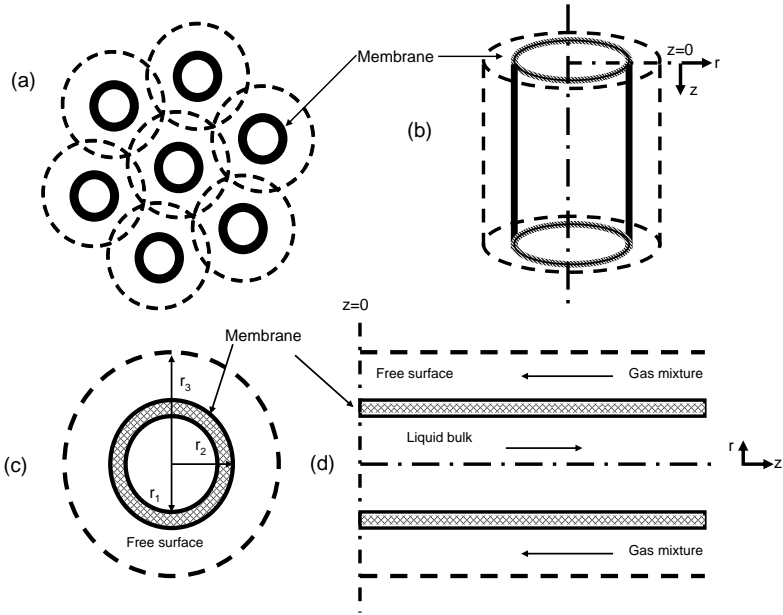 (a)
Membrane
z=0
r
z
(b)
z=0
Membrane
r3
r2
r1
(c)
Free surface
(d)
Free surface
Gas mixture
Liquid bulk
r
z
Gas mixture